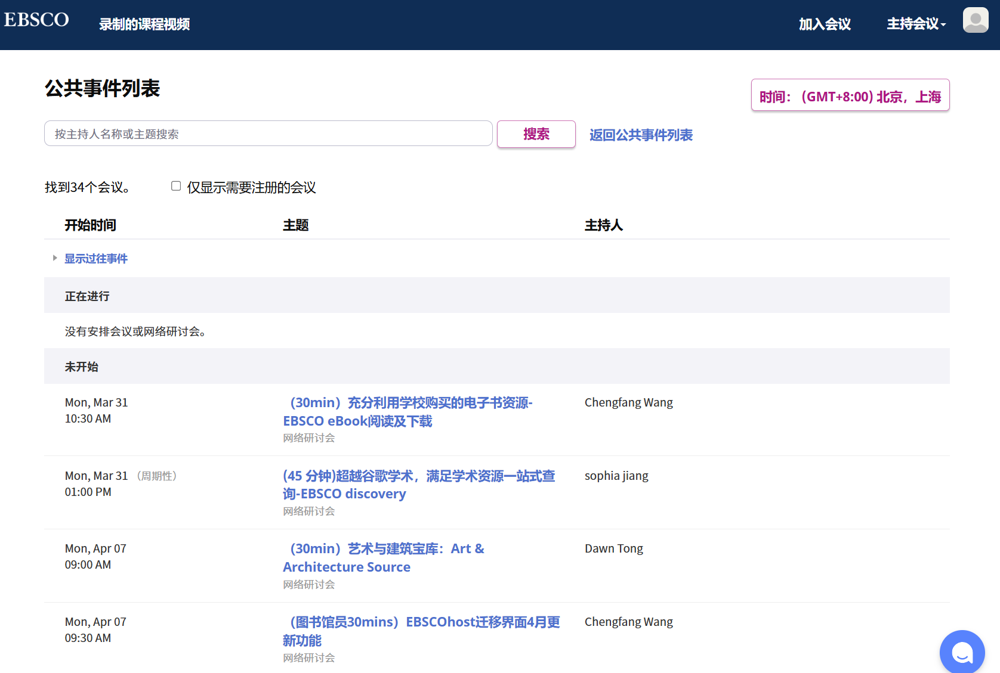 EBSCO
录制的课程视频
加入会议
主持会议
公共事件列表
时间： (GMT+8:00) 北京，上海
按主持人名称或主题搜索
搜索
返回公共事件列表
找到34个会议。
仅显示需要注册的会议
开始时间 主题 主持人
显示过往事件
正在进行
没有安排会议或网络研讨会。
未开始
Mon, Mar 31
10:30 AM
（30min）充分利用学校购买的电子书资源-
EBSCO eBook阅读及下载
网络研讨会
Chengfang Wang
Mon, Mar 31 （周期性）
01:00 PM
(45 分钟)超越谷歌学术，满足学术资源一站式查
询-EBSCO discovery
网络研讨会
sophia jiang
Mon, Apr 07
09:00 AM
（30min）艺术与建筑宝库：Art &
Architecture Source
网络研讨会
Dawn Tong
Mon, Apr 07
09:30 AM
（图书馆员30mins）EBSCOhost迁移界面4月更
新功能
网络研讨会
Chengfang Wang